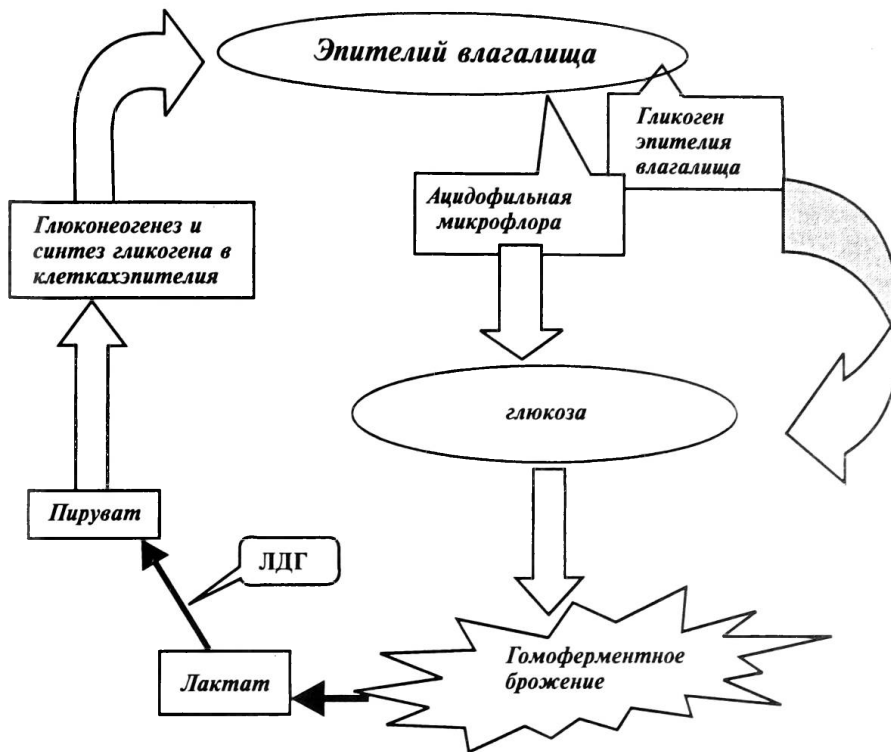 Эпителий влагалища
Гликоген
эпителия
влагалища
Ацидофильная
микрофлора
Глюконеогенез и
синтез гликогена в
клеткахэпителия
глюкоза
Пируват
ЛДГ
Гомоферментное
брожение
Лактат